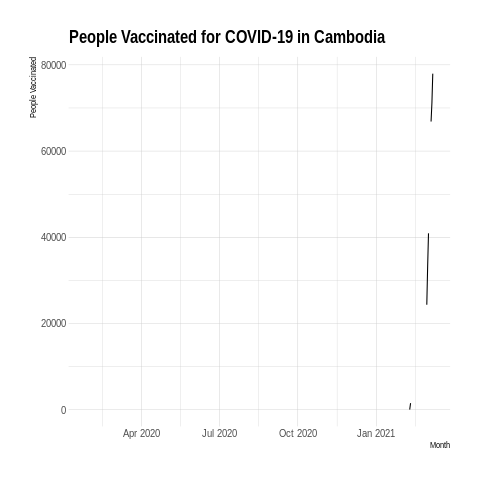 People Vaccinated for COVID-19 in Cambodia
People Vaccinated
80000
60000
40000
20000
0
Apr 2020
Jul 2020
Oct 2020
Jan 2021
Month